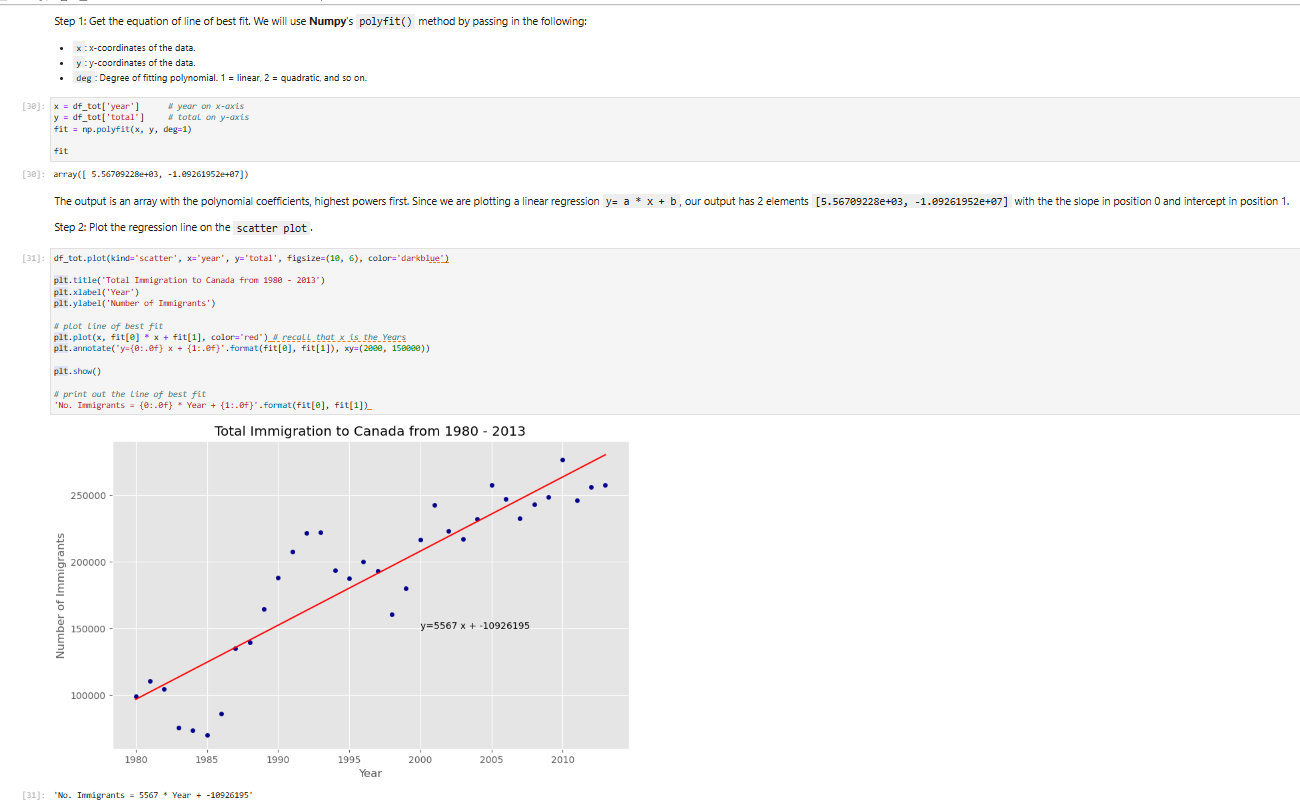 Step 1: Get the equation of line of best fit. We will use Numpy's polyfit() method by passing in the following:
• x : x-coordinates of the data.
• y : y-coordinates of the data.
• deg : Degree of fitting polynomial. 1 = linear, 2 = quadratic, and so on.
[30]: x = df_tot['year']      # year on x-axis
y = df_tot['total']     # total on y-axis
fit = np.polyfit(x, y, deg=1)
fit
[30]: array([ 5.56709228e+03, -1.09261952e+07])
The output is an array with the polynomial coefficients, highest powers first. Since we are plotting a linear regression y= a * x + b , our output has 2 elements [5.56709228e+03, -1.09261952e+07] with the the slope in position 0 and intercept in position 1.
Step 2: Plot the regression line on the scatter plot .
[31]: df_tot.plot(kind='scatter', x='year', y='total', figsize=(10, 6), color='darkblue')
plt.title('Total Immigration to Canada from 1980 - 2013')
plt.xlabel('Year')
plt.ylabel('Number of Immigrants')
# plot line of best fit
plt.plot(x, fit[0] * x + fit[1], color='red') # recall that x is the Years
plt.annotate('y={0:.0f} x + {1:.0f}'.format(fit[0], fit[1]), xy=(2000, 150000))
plt.show()
# print out the line of best fit
'No. Immigrants = {0:.0f} * Year + {1:.0f}'.format(fit[0], fit[1])
Total Immigration to Canada from 1980 - 2013
Number of Immigrants
250000
200000
150000
100000
y=5567 x + -10926195
1980 1985 1990 1995 2000 2005 2010
Year
[31]: 'No. Immigrants = 5567 * Year + -10926195'